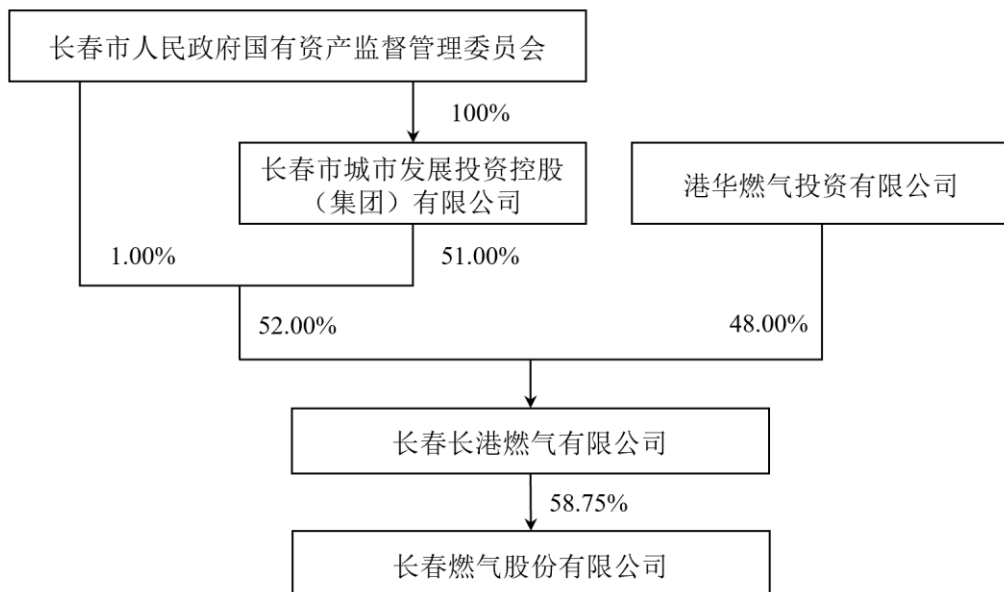 长春市人民政府国有资产监督管理委员会
100%
长春市城市发展投资控股
（集团）有限公司
港华燃气投资有限公司
1.00%
51.00%
52.00%
48.00%
长春长港燃气有限公司
58.75%
长春燃气股份有限公司